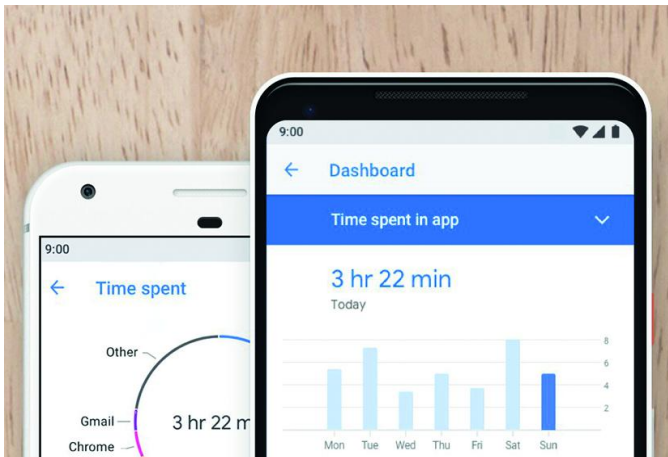 9:00
Time spent
Other
Gmail
Chrome
3 hr 22 m
9:00
Dashboard
Time spent in app
3 hr 22 min
Today
8
6
4
2
Mon Tue Wed Thu Fri Sat Sun